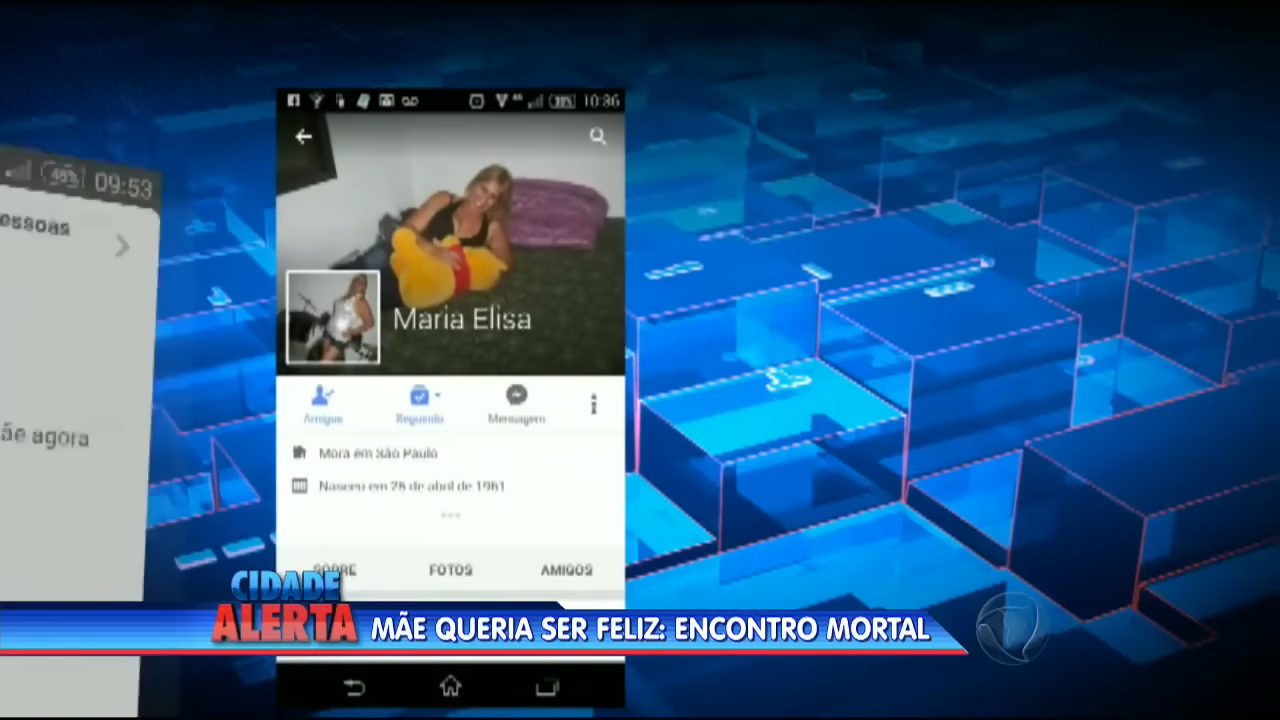 09:53
essoas
ãe agora
10:36
Maria Elisa
Amigos
Seguindo
Mensagem
Mora em São Paulo
Nasceu em 26 de abril de 1961
SOBRE
FOTOS
AMIGOS
CIDADE
ALERTA
MÃE QUERIA SER FELIZ: ENCONTRO MORTAL